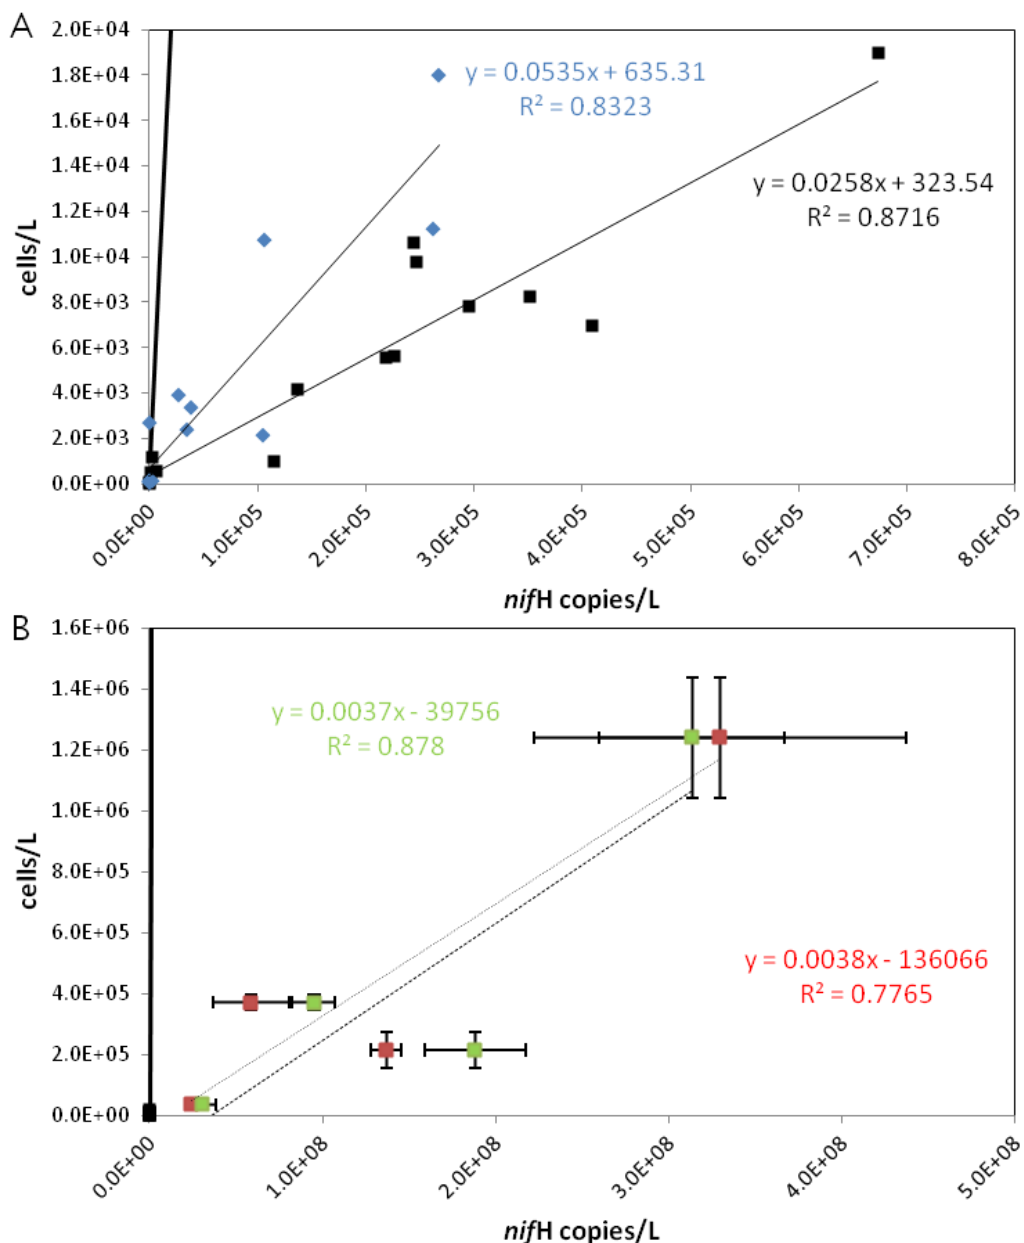 A
2.0E+04
1.8E+04
1.6E+04
1.4E+04
1.2E+04
1.0E+04
8.0E+03
6.0E+03
4.0E+03
2.0E+03
0.0E+00
cells/L
y = 0.0535x + 635.31
R² = 0.8323
y = 0.0258x + 323.54
R² = 0.8716
0.0E+00
1.0E+05
2.0E+05
3.0E+05
4.0E+05
5.0E+05
6.0E+05
7.0E+05
8.0E+05
nifH copies/L
B
1.6E+06
1.4E+06
1.2E+06
1.0E+06
8.0E+05
6.0E+05
4.0E+05
2.0E+05
0.0E+00
cells/L
y = 0.0037x - 39756
R² = 0.878
y = 0.0038x - 136066
R² = 0.7765
0.0E+00
1.0E+08
2.0E+08
3.0E+08
4.0E+08
5.0E+08
nifH copies/L